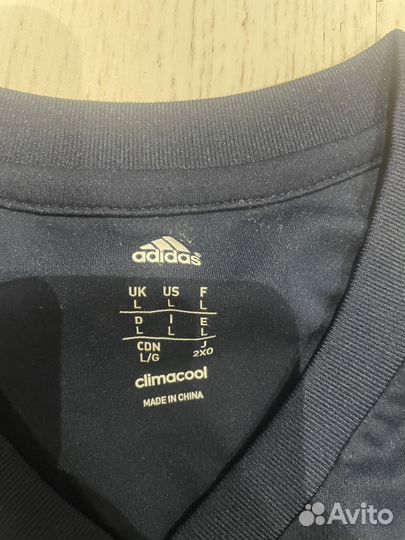 adidas
UK US F
L L L
D I E
L L L
CDN J
L/G 2XO
climacool
MADE IN CHINA
Avito